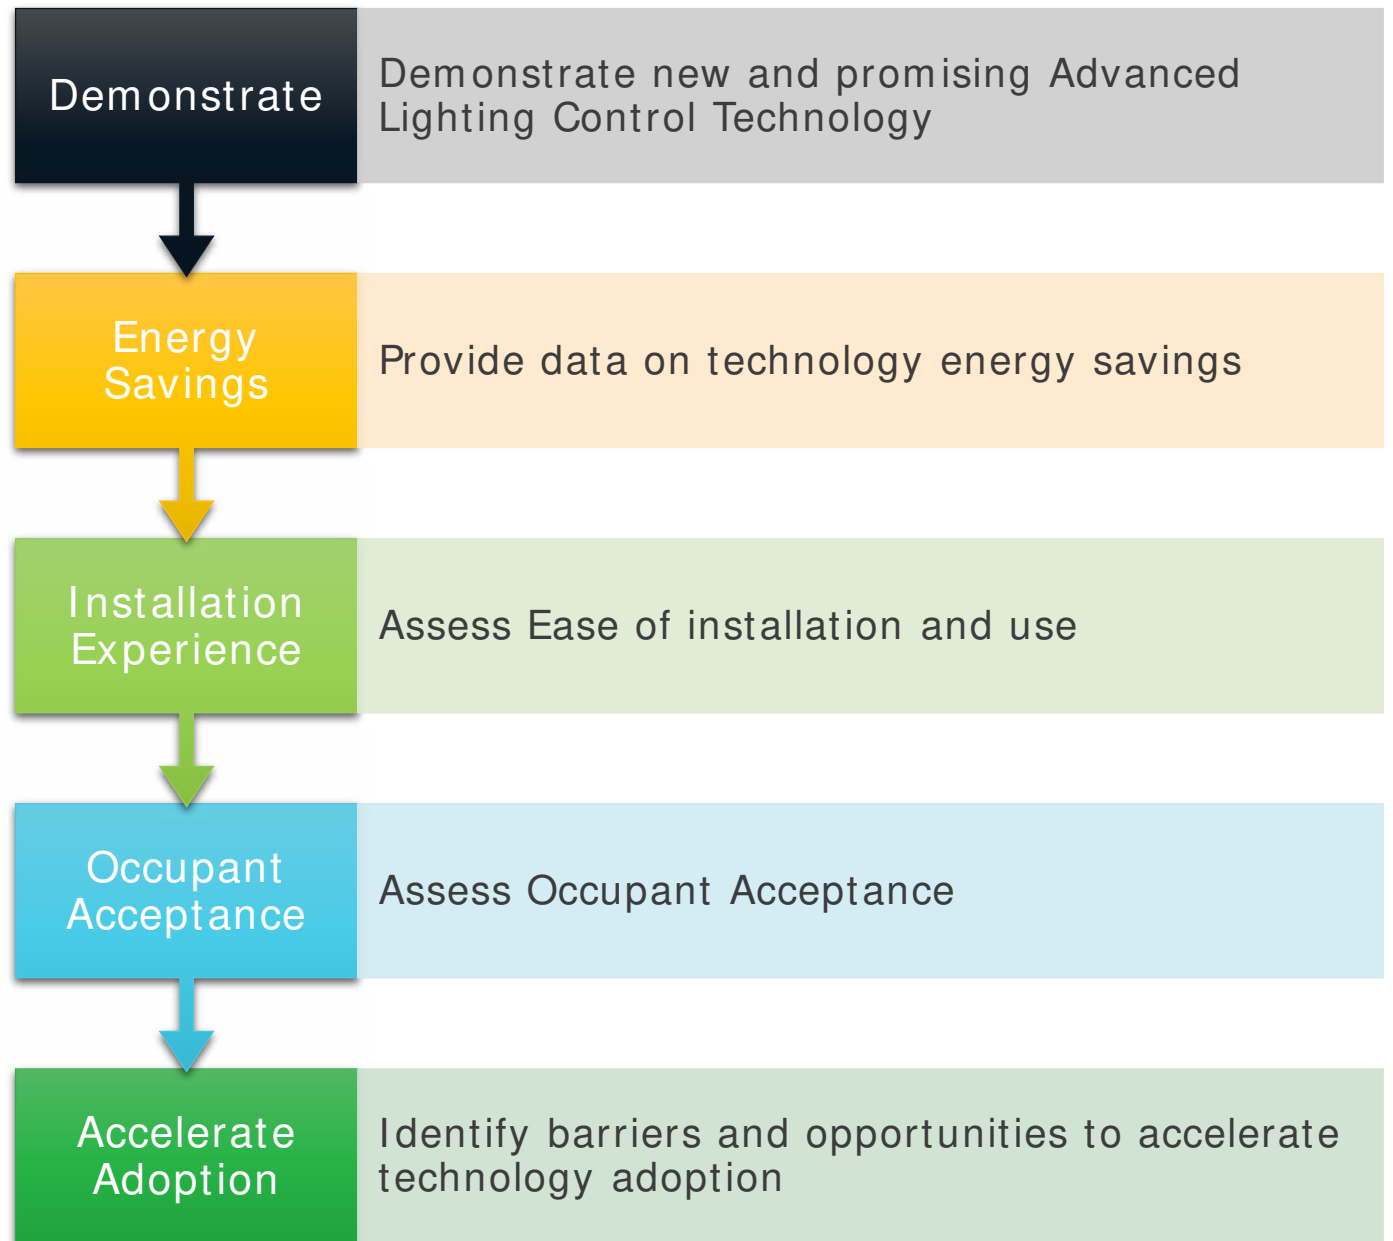 Demonstrate
Demonstrate new and promising Advanced
Lighting Control Technology
Energy
Savings
Provide data on technology energy savings
Installation
Experience
Assess Ease of installation and use
Occupant
Acceptance
Assess Occupant Acceptance
Accelerate
Adoption
Identify barriers and opportunities to accelerate
technology adoption